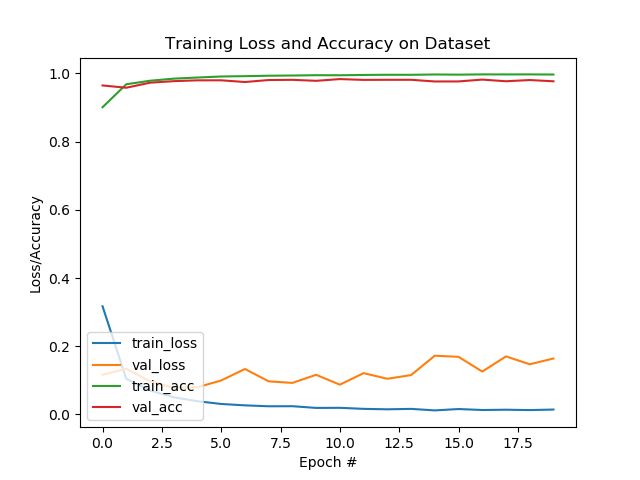 Training Loss and Accuracy on Dataset
1.0
0.8
0.6
0.4
0.2
0.0
Loss/Accuracy
train_loss
val_loss
train_acc
val_acc
0.0 2.5 5.0 7.5 10.0 12.5 15.0 17.5
Epoch #